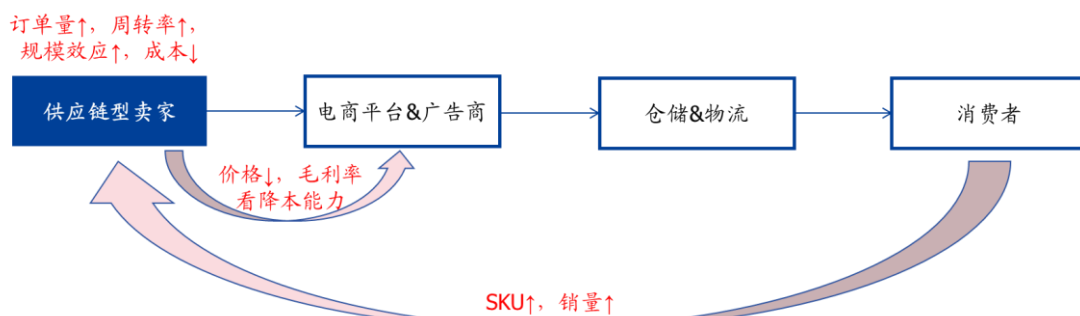 订单量↑，周转率↑，
规模效应↑，成本↓
供应链型卖家
电商平台&广告商
仓储&物流
消费者
价格↓，毛利率
看降本能力
SKU↑，销量↑